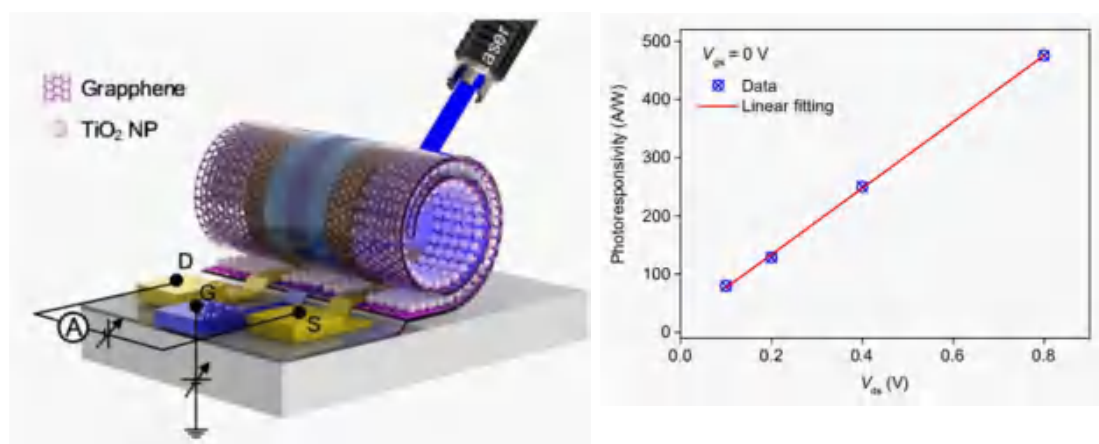 aser
Grapphene
TiO₂ NP
D
G
S
A
Vgs = 0 V
Data
Linear fitting
Photoresponsivity (A/W)
500
400
300
200
100
0
0.0 0.2 0.4 0.6 0.8
Vds (V)